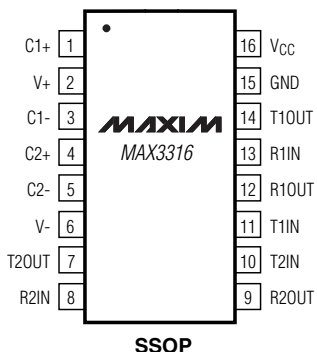 C1+ 1 16 VCC
V+ 2 15 GND
C1- 3 14 T1OUT
MAXIM
C2+ 4 MAX3316 13 R1IN
C2- 5 12 R1OUT
V- 6 11 T1IN
T2OUT 7 10 T2IN
R2IN 8 9 R2OUT
SSOP